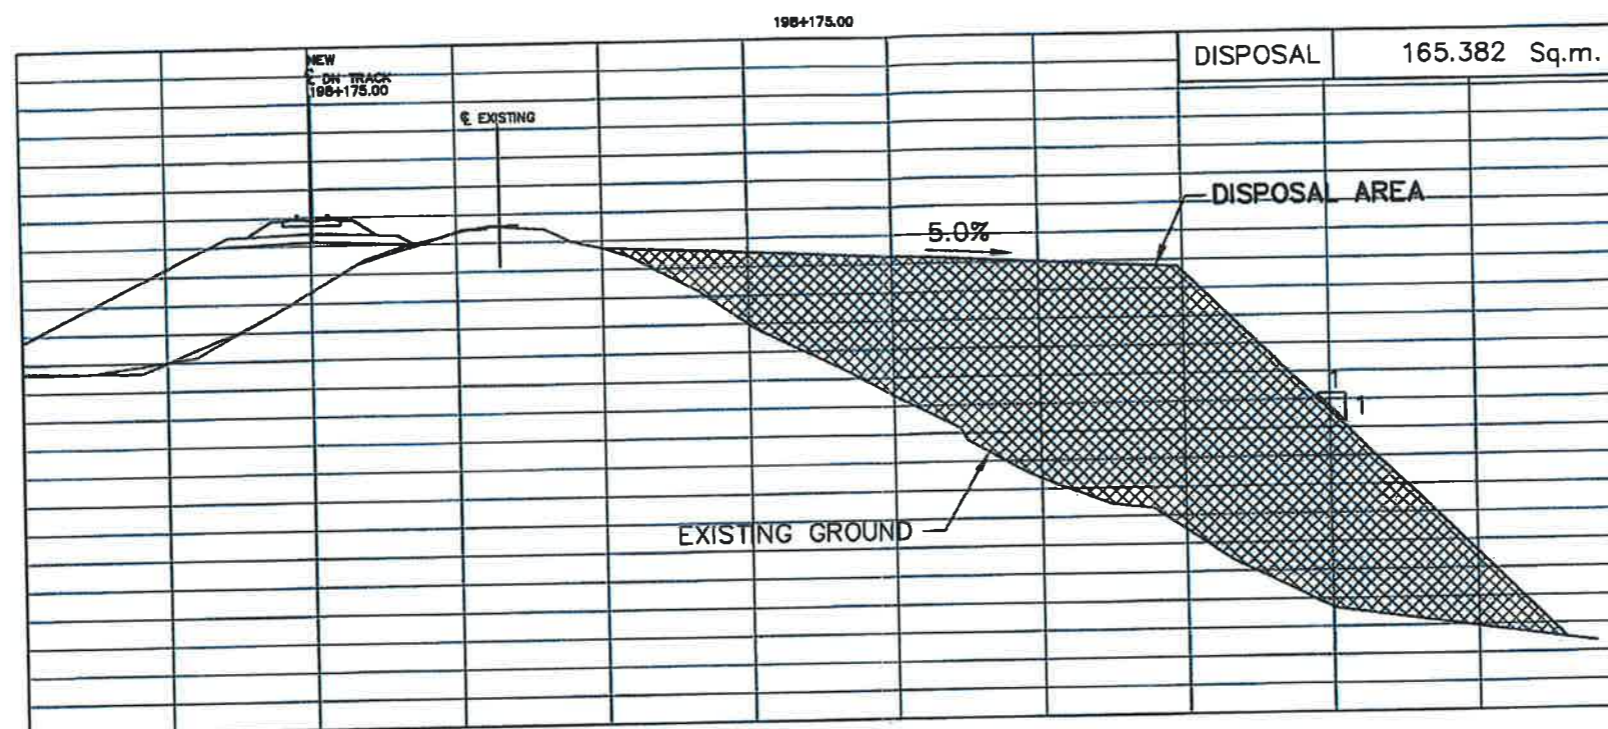 198+175.00
DISPOSAL 165.382 Sq.m.
NEW
℄ DN TRACK
198+175.00
℄ EXISTING
DISPOSAL AREA
5.0%
1
1
EXISTING GROUND